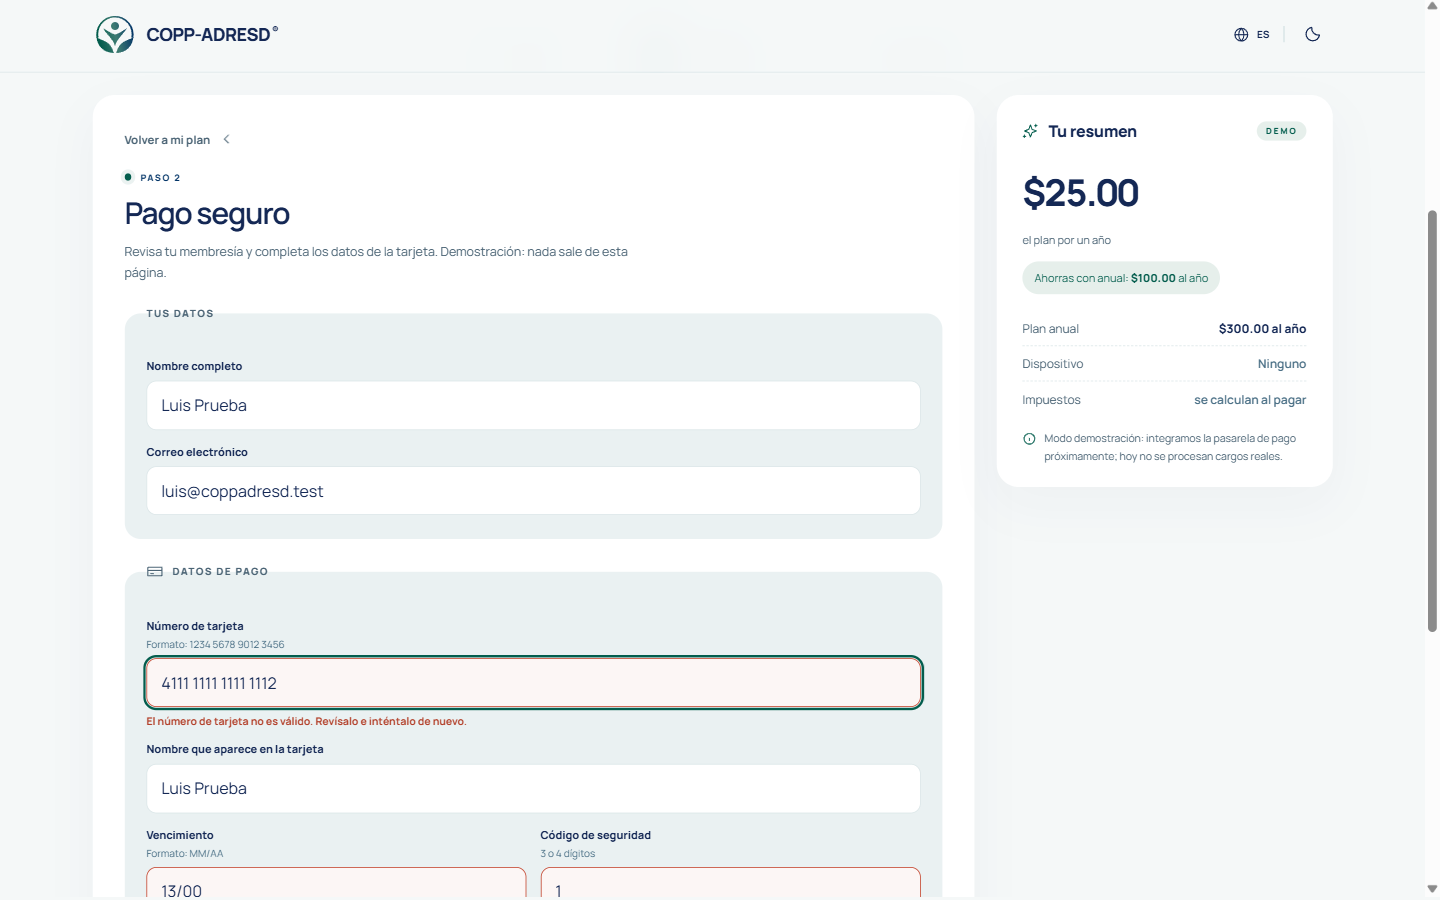 COPP-ADRESD®
ES
Volver a mi plan
PASO 2
Pago seguro
Revisa tu membresía y completa los datos de la tarjeta. Demostración: nada sale de esta
página.
TUS DATOS
Nombre completo
Luis Prueba
Correo electrónico
luis@coppadresd.test
DATOS DE PAGO
Número de tarjeta
Formato: 1234 5678 9012 3456
4111 1111 1111 1112
El número de tarjeta no es válido. Revísalo e inténtalo de nuevo.
Nombre que aparece en la tarjeta
Luis Prueba
Vencimiento
Formato: MM/AA
13/00
Código de seguridad
3 o 4 dígitos
1
Tu resumen
DEMO
$25.00
el plan por un año
Ahorras con anual: $100.00 al año
Plan anual $300.00 al año
Dispositivo Ninguno
Impuestos se calculan al pagar
Modo demostración: integramos la pasarela de pago
próximamente; hoy no se procesan cargos reales.